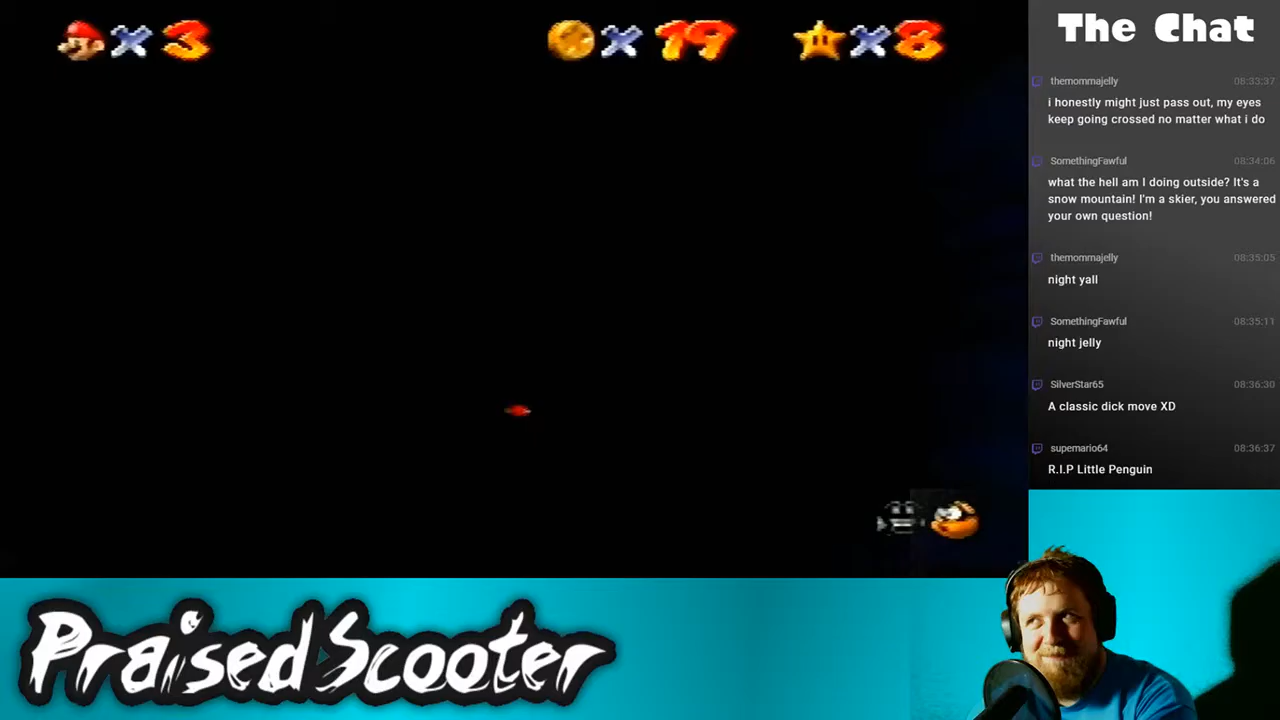 x 3
x 19
x 8
The Chat
themommajelly 08:33:37
i honestly might just pass out, my eyes
keep going crossed no matter what i do
SomethingFawful 08:34:06
what the hell am I doing outside? It's a
snow mountain! I'm a skier, you answered
your own question!
themommajelly 08:35:05
night yall
SomethingFawful 08:35:11
night jelly
SilverStar65 08:36:30
A classic dick move XD
supernario64 08:36:37
R.I.P Little Penguin
PraisedScooter